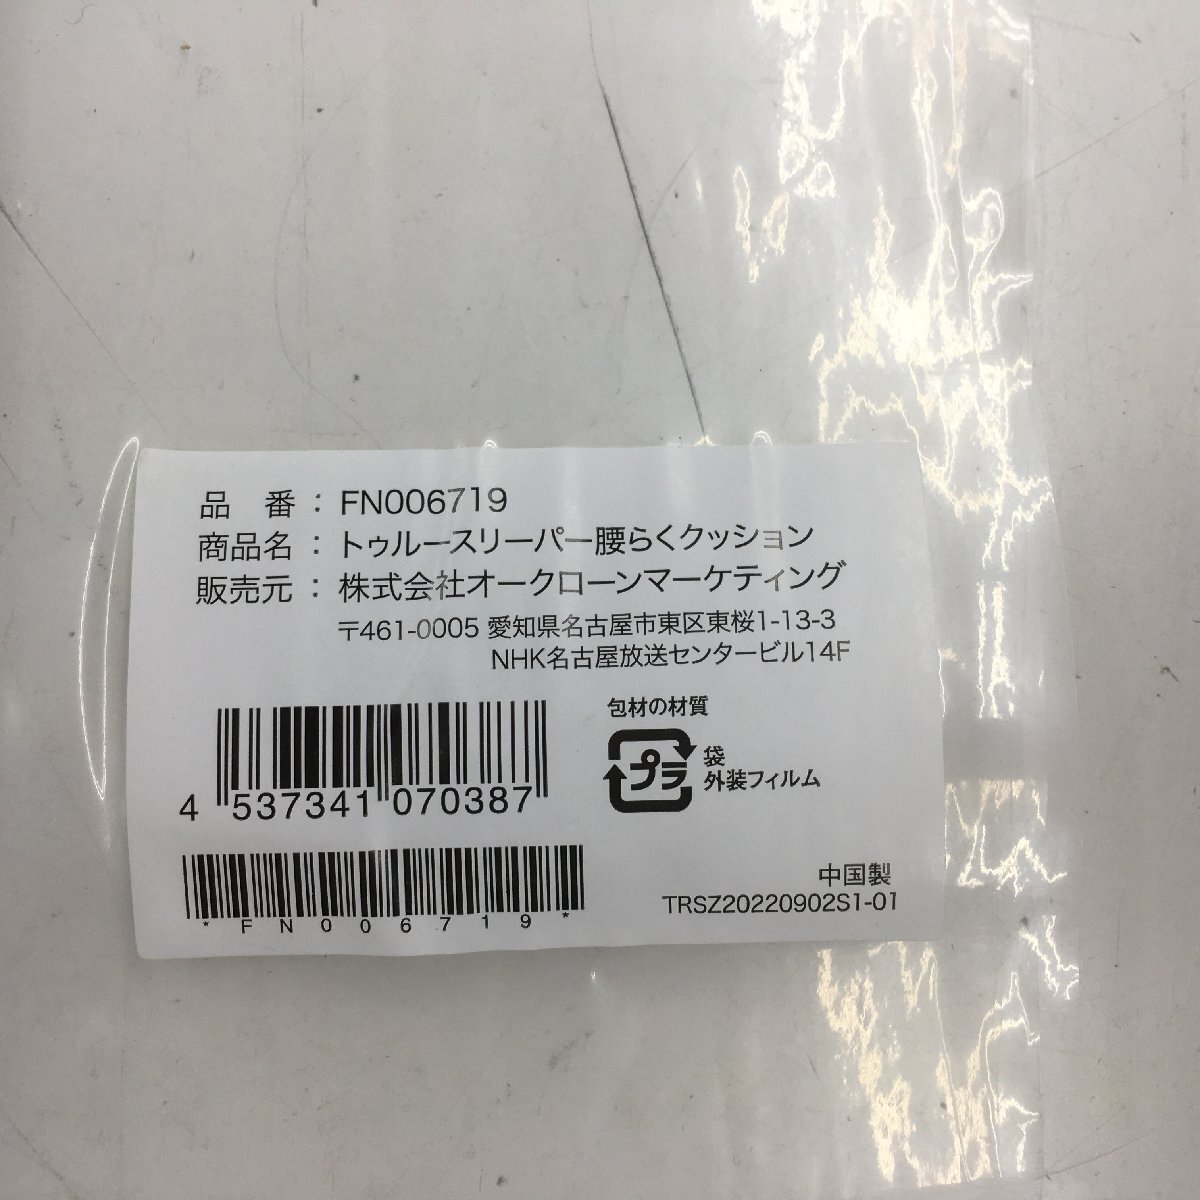 品　番 : FN006719
商品名 : トゥルースリーパー腰らくクッション
販売元 : 株式会社オークローンマーケティング
〒461-0005 愛知県名古屋市東区東桜1-13-3
NHK名古屋放送センタービル14F
包材の材質
プラ
袋
外装フィルム
4 537341 070387
*FN006719*
中国製
TRSZ20220902S1-01